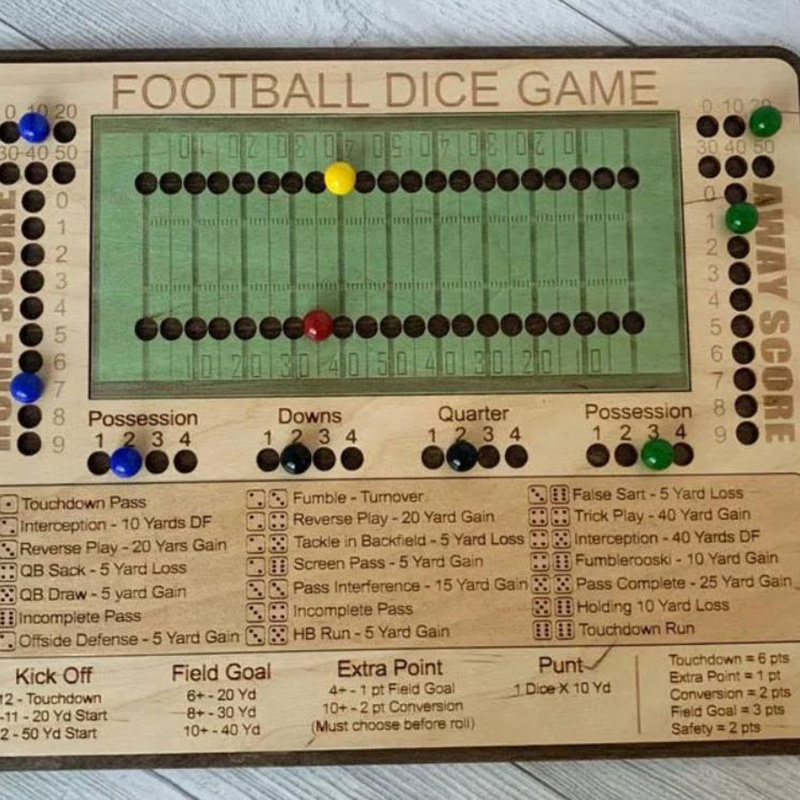 FOOTBALL DICE GAME
0 10 20
30 40 50
0
1
2
3
4
5
6
7
8
9
HOME SCORE
10 20 30 40 50 40 30 20 10
10 20 30 40 50 40 30 20 10
0 10 20
30 40 50
0
1
2
3
4
5
6
7
8
9
AWAY SCORE
Possession
1 2 3 4
Downs
1 2 3 4
Quarter
1 2 3 4
Possession
1 2 3 4
Touchdown Pass
Interception - 10 Yards DF
Reverse Play - 20 Yars Gain
QB Sack - 5 Yard Loss
QB Draw - 5 yard Gain
Incomplete Pass
Offside Defense - 5 Yard Gain
Fumble - Turnover
Reverse Play - 20 Yard Gain
Tackle in Backfield - 5 Yard Loss
Screen Pass - 5 Yard Gain
Pass Interference - 15 Yard Gain
Incomplete Pass
HB Run - 5 Yard Gain
False Sart - 5 Yard Loss
Trick Play - 40 Yard Gain
Interception - 40 Yards DF
Fumblerooski - 10 Yard Gain
Pass Complete - 25 Yard Gain
Holding 10 Yard Loss
Touchdown Run
Kick Off
12 - Touchdown
-11 - 20 Yd Start
2 - 50 Yd Start
Field Goal
6+ - 20 Yd
8+ - 30 Yd
10+ - 40 Yd
Extra Point
4+ - 1 pt Field Goal
10+ - 2 pt Conversion
(Must choose before roll)
Punt
1 Dice X 10 Yd
Touchdown = 6 pts
Extra Point = 1 pt
Conversion = 2 pts
Field Goal = 3 pts
Safety = 2 pts